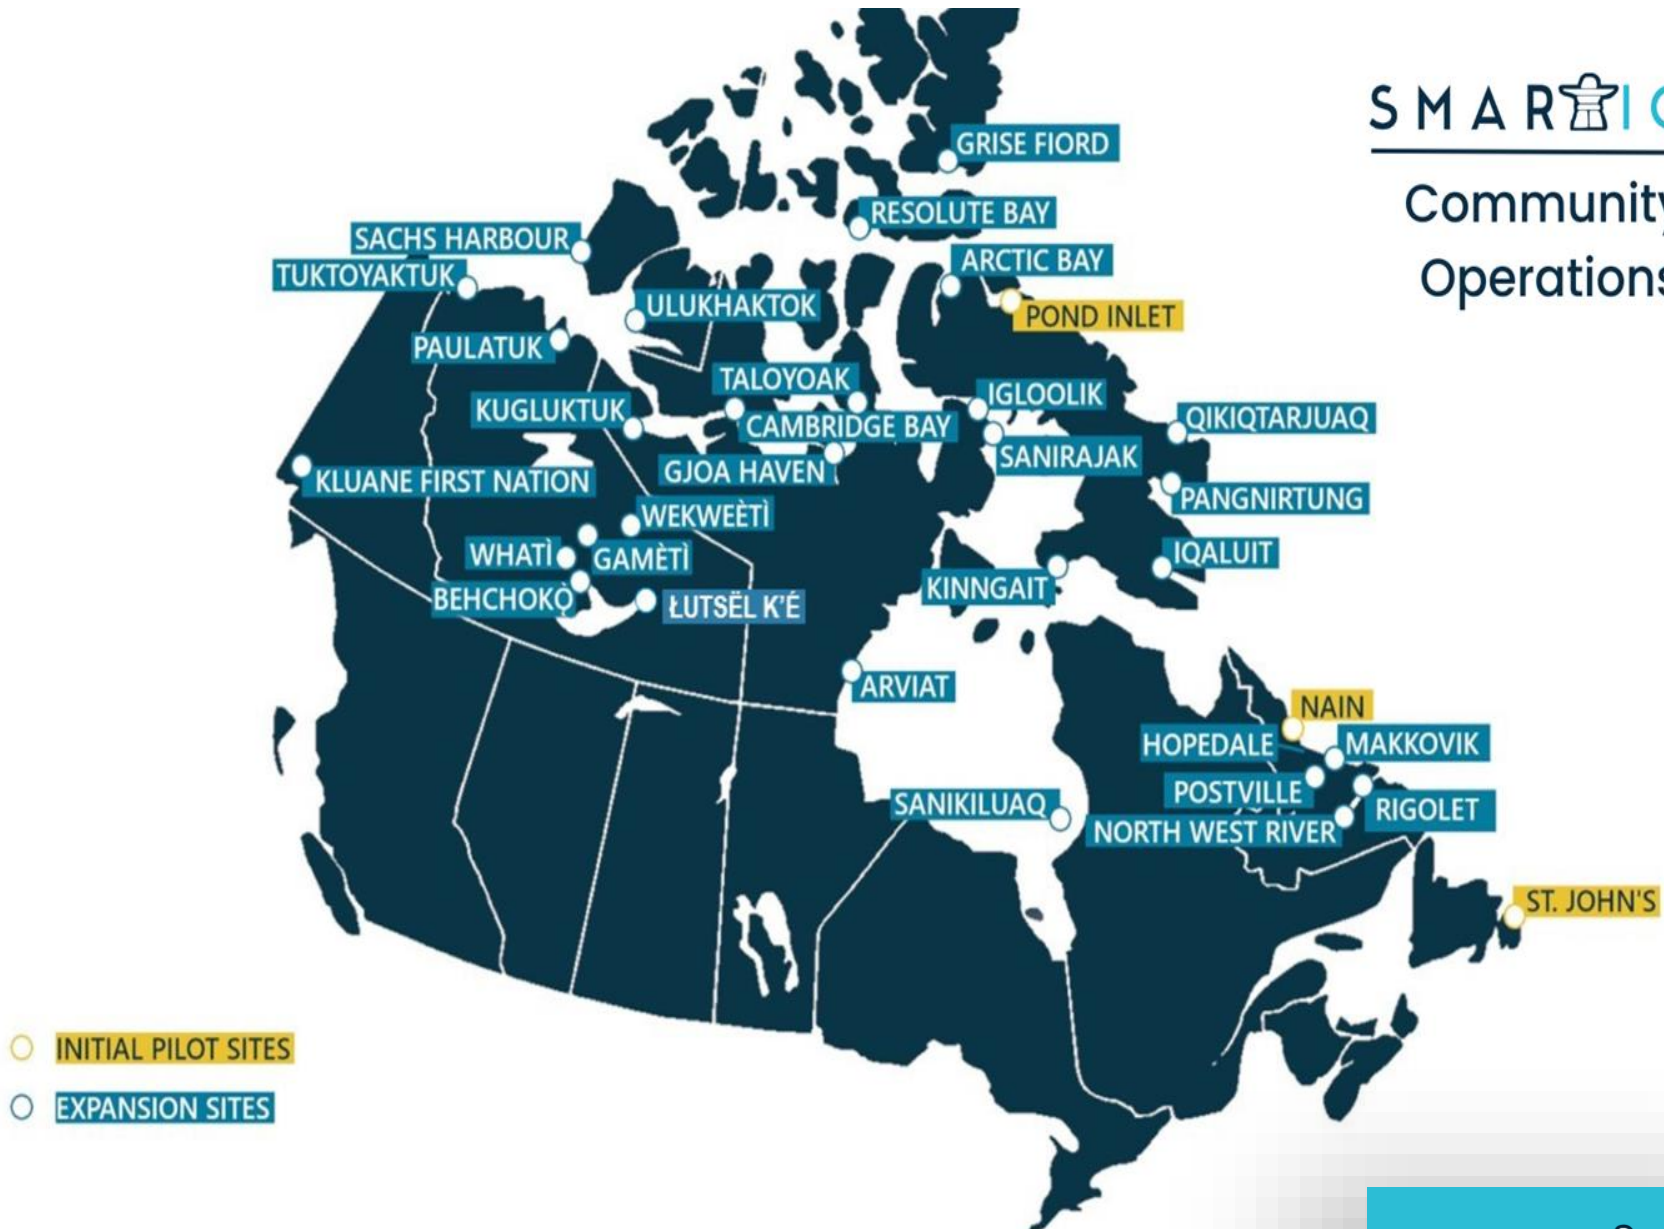 SMARTIC
Community
Operations
GRISE FIORD
RESOLUTE BAY
SACHS HARBOUR
ARCTIC BAY
TUKTOYAKTUK
ULUKHAKTOK
POND INLET
PAULATUK
TALOYOAK
IGLOOLIK
KUGLUKTUK
CAMBRIDGE BAY
QIKIQTARJUAQ
SANIRAJAK
GJOA HAVEN
KLUANE FIRST NATION
PANGNIRTUNG
WEKWEÈTÌ
WHATÌ
GAMÈTÌ
IQALUIT
KINNGAIT
BEHCHOKǪ̀
ŁUTSËL K'É
ARVIAT
NAIN
HOPEDALE
MAKKOVIK
POSTVILLE
SANIKILUAQ
RIGOLET
NORTH WEST RIVER
ST. JOHN'S
INITIAL PILOT SITES
EXPANSION SITES